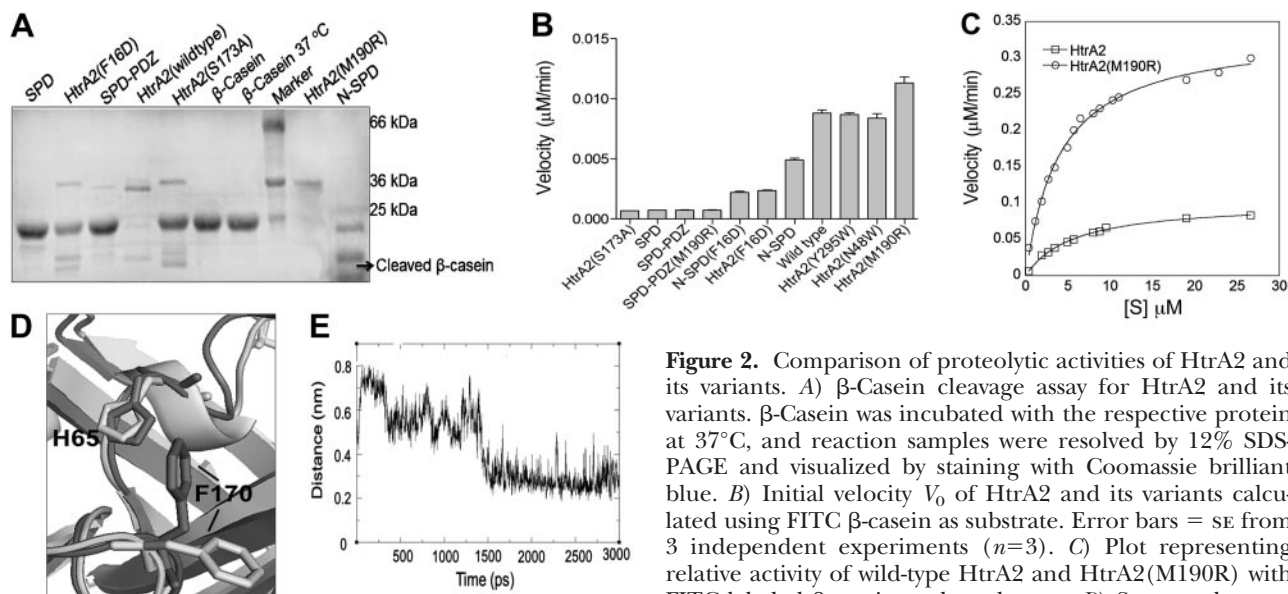 A
SPD
HtrA2(F16D)
SPD-PDZ
HtrA2(wildtype)
HtrA2(S173A)
β-Casein
β-Casein 37 °C
Marker
HtrA2(M190R)
N-SPD
66 kDa
36 kDa
25 kDa
Cleaved β-casein
B
Velocity (μM/min)
0.015
0.010
0.005
0.000
HtrA2(S173A)
SPD
SPD-PDZ
SPD-PDZ(M190R)
N-SPD(F16D)
HtrA2(F16D)
N-SPD
Wild type
HtrA2(Y295W)
HtrA2(N48W)
HtrA2(M190R)
C
Velocity (μM/min)
0.35
0.3
0.25
0.2
0.15
0.1
0.05
0
HtrA2
HtrA2(M190R)
0 5 10 15 20 25 30
[S] μM
D
H65
F170
E
Distance (nm)
0.8
0.6
0.4
0.2
0
500 1000 1500 2000 2500 3000
Time (ps)
Figure 2. Comparison of proteolytic activities of HtrA2 and
its variants. A) β-Casein cleavage assay for HtrA2 and its
variants. β-Casein was incubated with the respective protein
at 37°C, and reaction samples were resolved by 12% SDS-
PAGE and visualized by staining with Coomassie brilliant
blue. B) Initial velocity V0 of HtrA2 and its variants calcu-
lated using FITC β-casein as substrate. Error bars = SE from
3 independent experiments (n=3). C) Plot representing
relative activity of wild-type HtrA2 and HtrA2(M190R) with